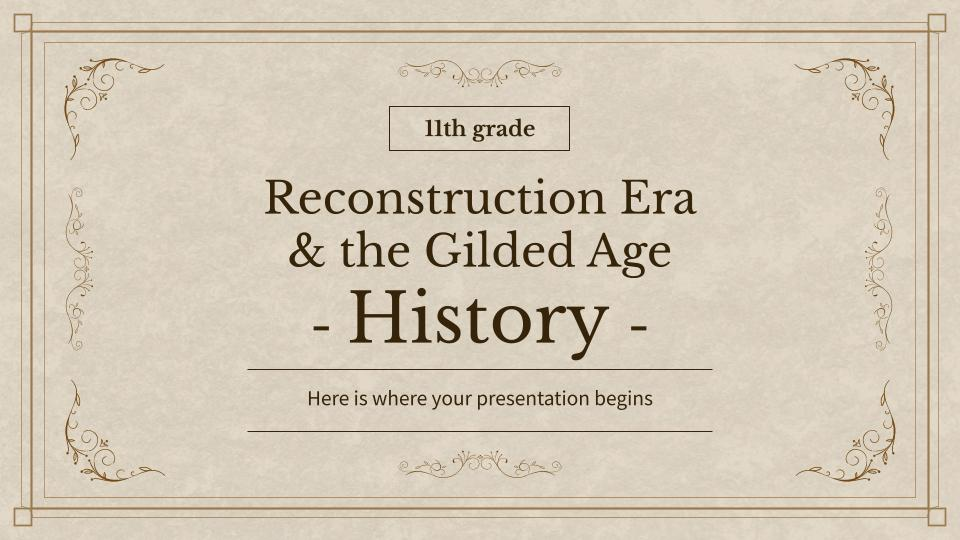 11th grade
Reconstruction Era
& the Gilded Age
- History -
Here is where your presentation begins